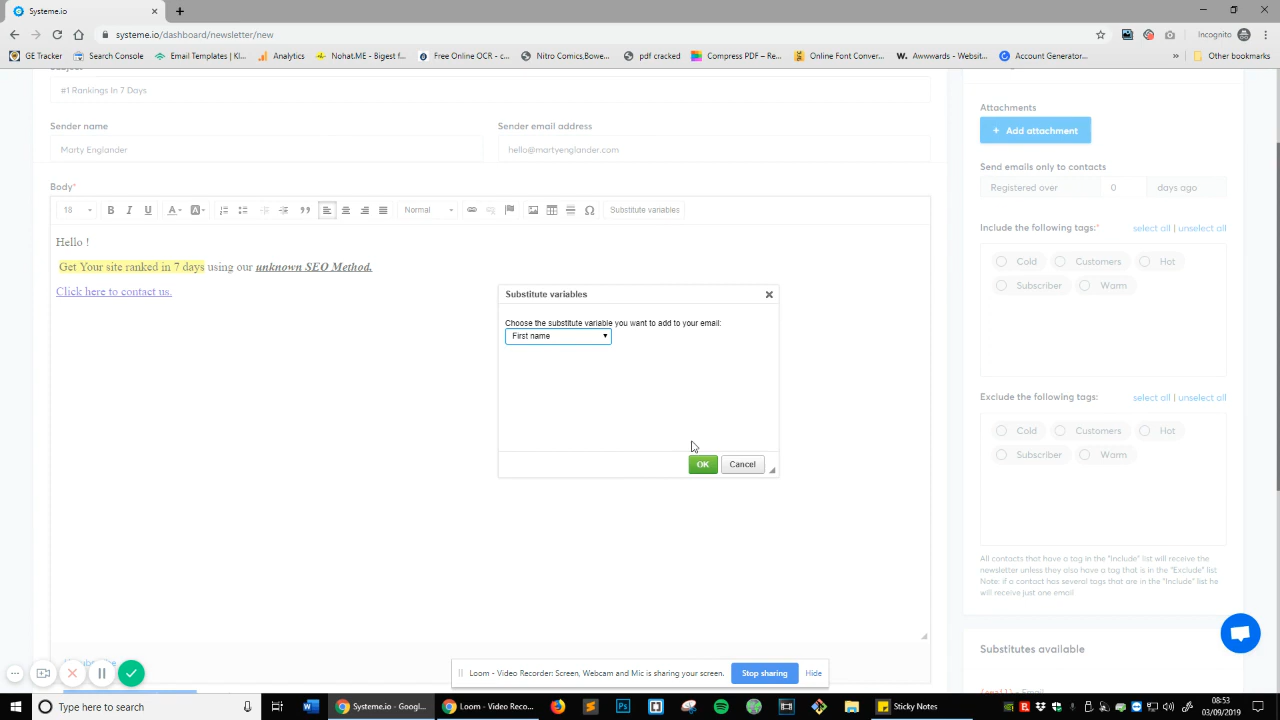 Systeme.io
systeme.io/dashboard/newsletter/new
Incognito
GE Tracker
Search Console
Email Templates | Kl...
Analytics
NohatME - Biggest f...
Free Online OCR - c...
Nitro Comics,Bowe...
pdf cracked
Compress PDF – R...
Online Font Conver...
Awwwards - Websit...
Account Generator...
»
Other bookmarks
#1 Rankings In 7 Days
Sender name
Sender email address
Marty Englander
hello@martyenglander.com
Body*
18
B
I
U
Normal
Substitute variables
Hello !
Get Your site ranked in 7 days using our unknown SEO Method.
Click here to contact us.
Substitute variables
Choose the substitute variable you want to add to your email:
First name
OK
Cancel
Attachments
+ Add attachment
Send emails only to contacts
Registered over
0
days ago
Include the following tags:*
select all | unselect all
Cold
Customers
Hot
Subscriber
Warm
Exclude the following tags:
select all | unselect all
Cold
Customers
Hot
Subscriber
Warm
All contacts that have a tag in the "Include" list will receive the
newsletter unless they also have a tag that is in the "Exclude" list
Note: if a contact has several tags that are in the "Include" list he
will receive just one email
Substitutes available
Loom - Video Recorder: Screen, Webcam and Mic is sharing your screen.
Stop sharing
Hide
Type here to search
Systeme.io - Googl...
Loom - Video Reco...
Sticky Notes
08:53
03/09/2019